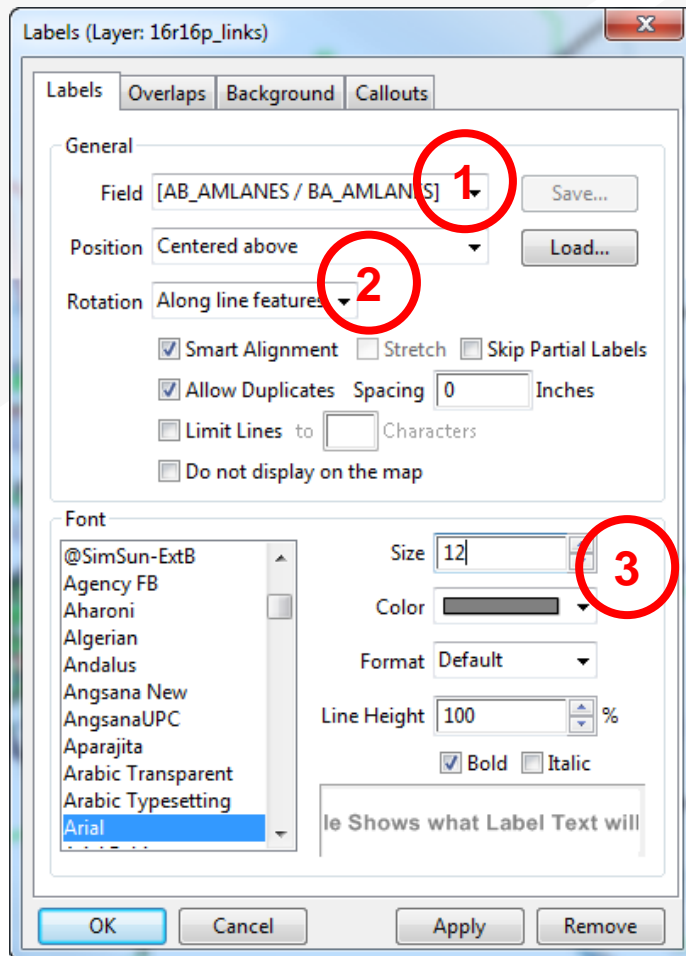 Labels (Layer: 16r16p_links)
x
Labels Overlaps Background Callouts
General
Field [AB_AMLANES / BA_AMLANES] 1 Save...
Position Centered above Load...
Rotation Along line features 2
Smart Alignment Stretch Skip Partial Labels
Allow Duplicates Spacing 0 Inches
Limit Lines to Characters
Do not display on the map
Font
@SimSun-ExtB
Agency FB
Aharoni
Algerian
Andalus
Angsana New
AngsanaUPC
Aparajita
Arabic Transparent
Arabic Typesetting
Arial
Size 12 3
Color
Format Default
Line Height 100 %
Bold Italic
le Shows what Label Text will
OK Cancel Apply Remove